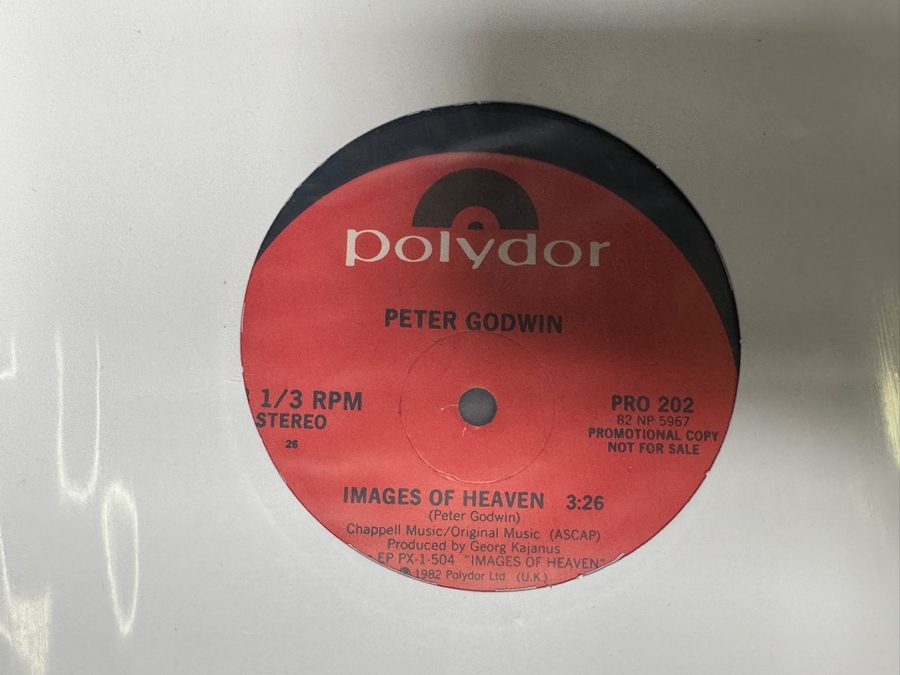 polydor
PETER GODWIN
1/3 RPM
STEREO
26
PRO 202
82 NP 5967
PROMOTIONAL COPY
NOT FOR SALE
IMAGES OF HEAVEN 3:26
(Peter Godwin)
Chappell Music/Original Music (ASCAP)
Produced by Georg Kajanus
EP PX-1-504 "IMAGES OF HEAVEN"
℗ 1982 Polydor Ltd. (U.K.)